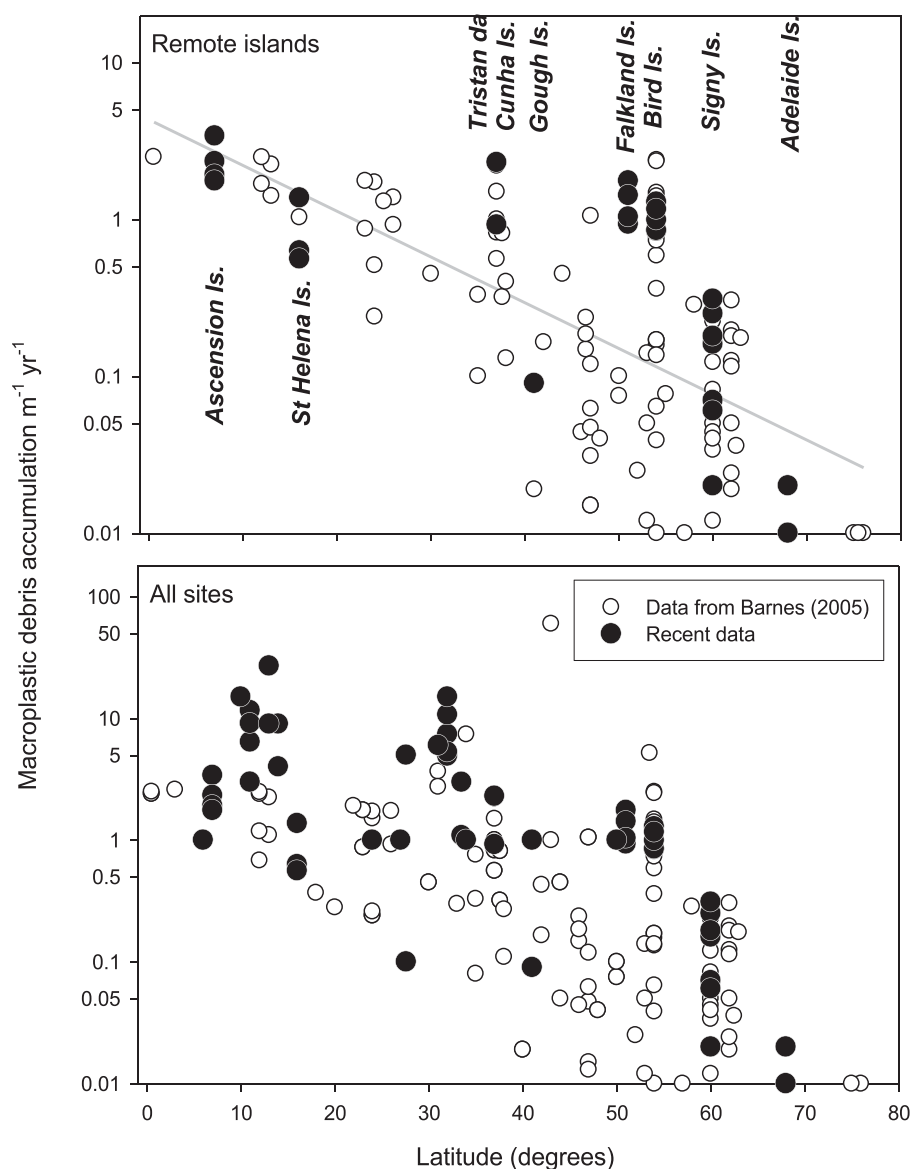 Remote islands
10
5
1
0.5
0.1
0.05
0.01
Ascension Is.
St Helena Is.
Tristan da
Cunha Is.
Gough Is.
Falkland Is.
Bird Is.
Signy Is.
Adelaide Is.
Macroplastic debris accumulation m-1 yr-1
All sites
Data from Barnes (2005)
Recent data
100
50
10
5
1
0.5
0.1
0.05
0.01
0 10 20 30 40 50 60 70 80
Latitude (degrees)